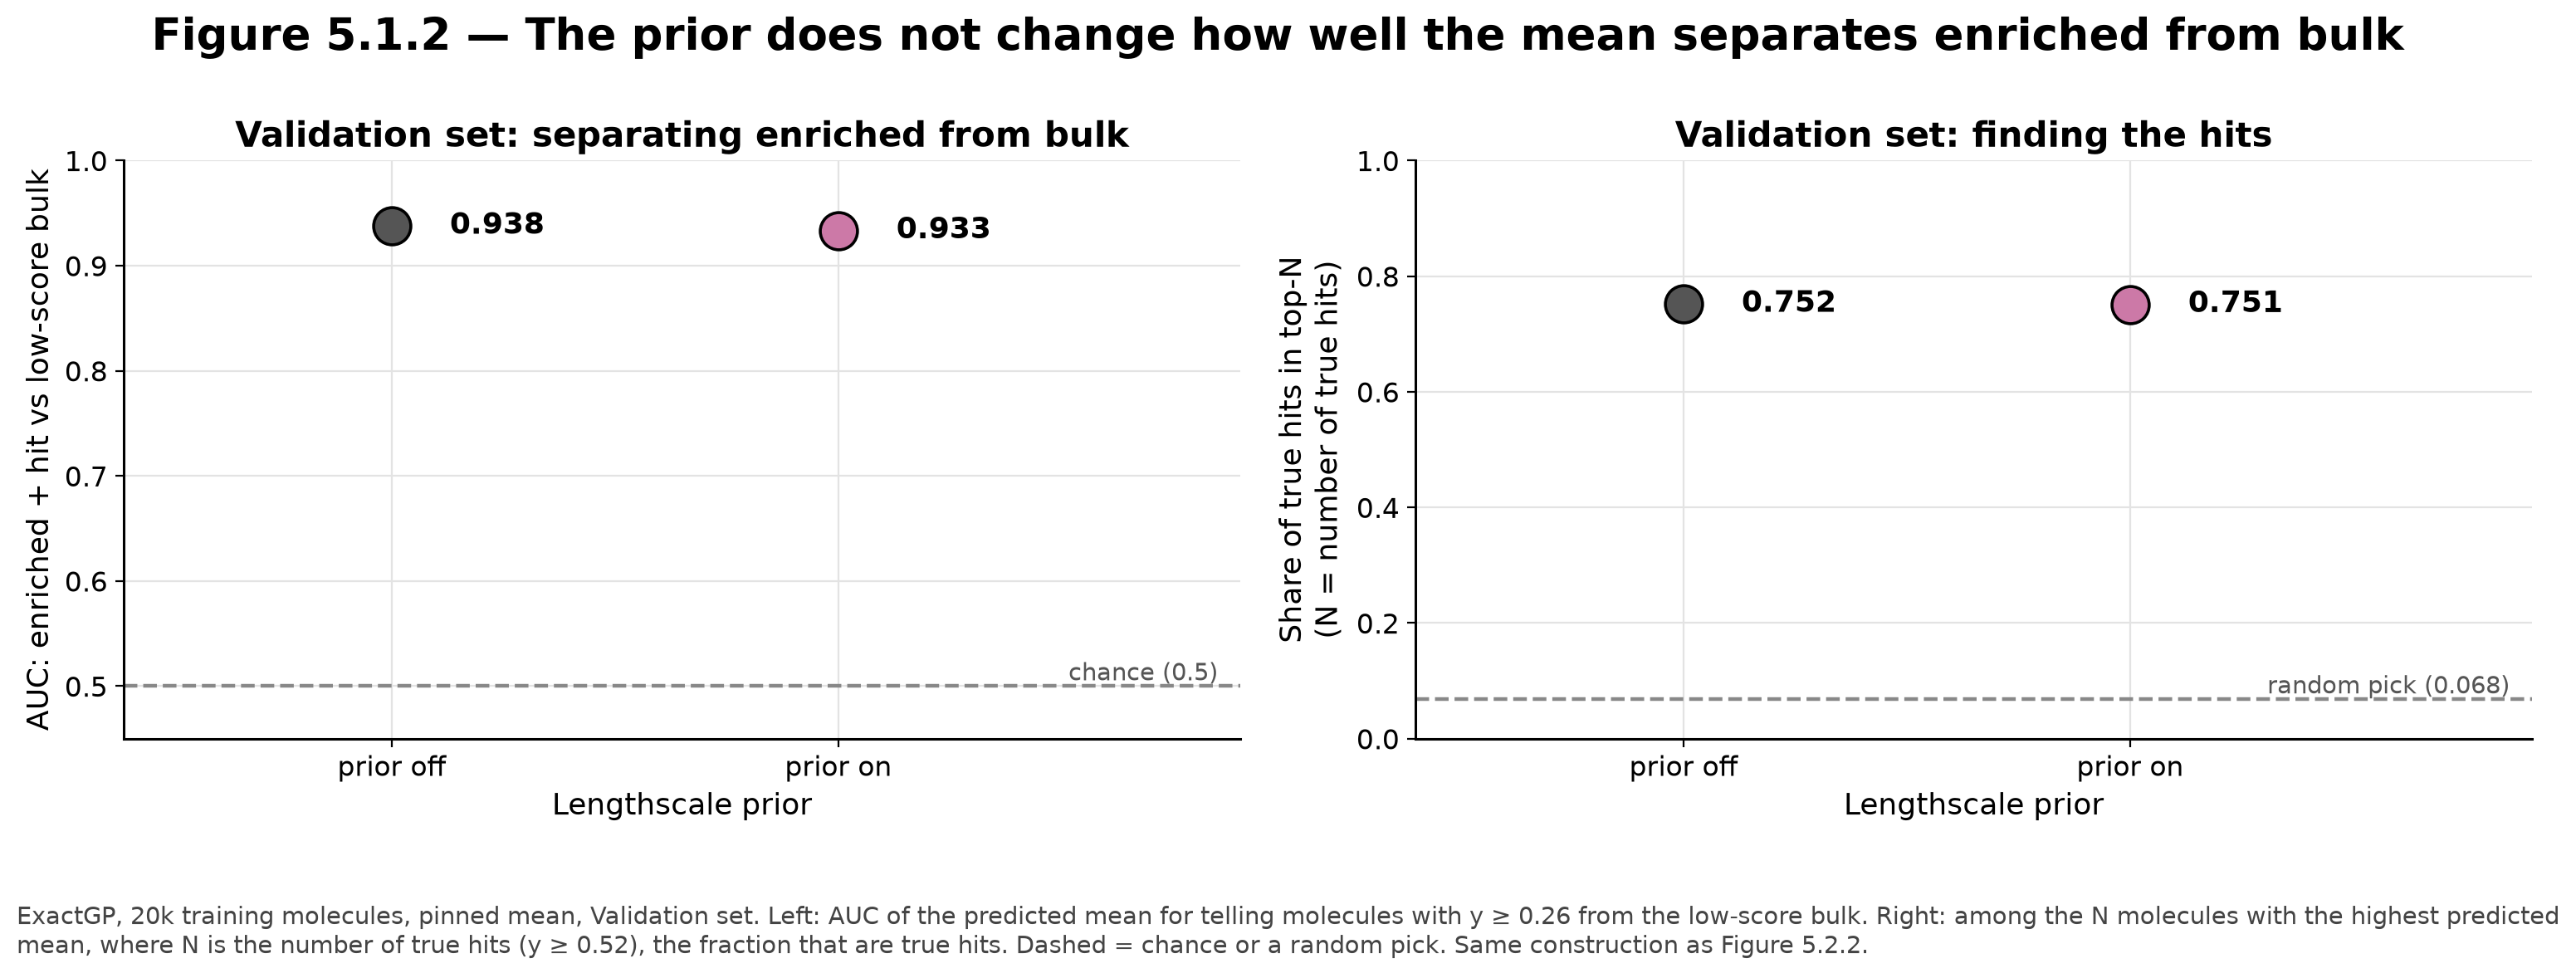 Figure 5.1.2 — The prior does not change how well the mean separates enriched from bulk
Validation set: separating enriched from bulk
AUC: enriched + hit vs low-score bulk
1.0
0.9
0.8
0.7
0.6
0.5
0.938
0.933
chance (0.5)
prior off
prior on
Lengthscale prior
Validation set: finding the hits
Share of true hits in top-N
(N = number of true hits)
1.0
0.8
0.6
0.4
0.2
0.0
0.752
0.751
random pick (0.068)
prior off
prior on
Lengthscale prior
ExactGP, 20k training molecules, pinned mean, Validation set. Left: AUC of the predicted mean for telling molecules with y ≥ 0.26 from the low-score bulk. Right: among the N molecules with the highest predicted
mean, where N is the number of true hits (y ≥ 0.52), the fraction that are true hits. Dashed = chance or a random pick. Same construction as Figure 5.2.2.